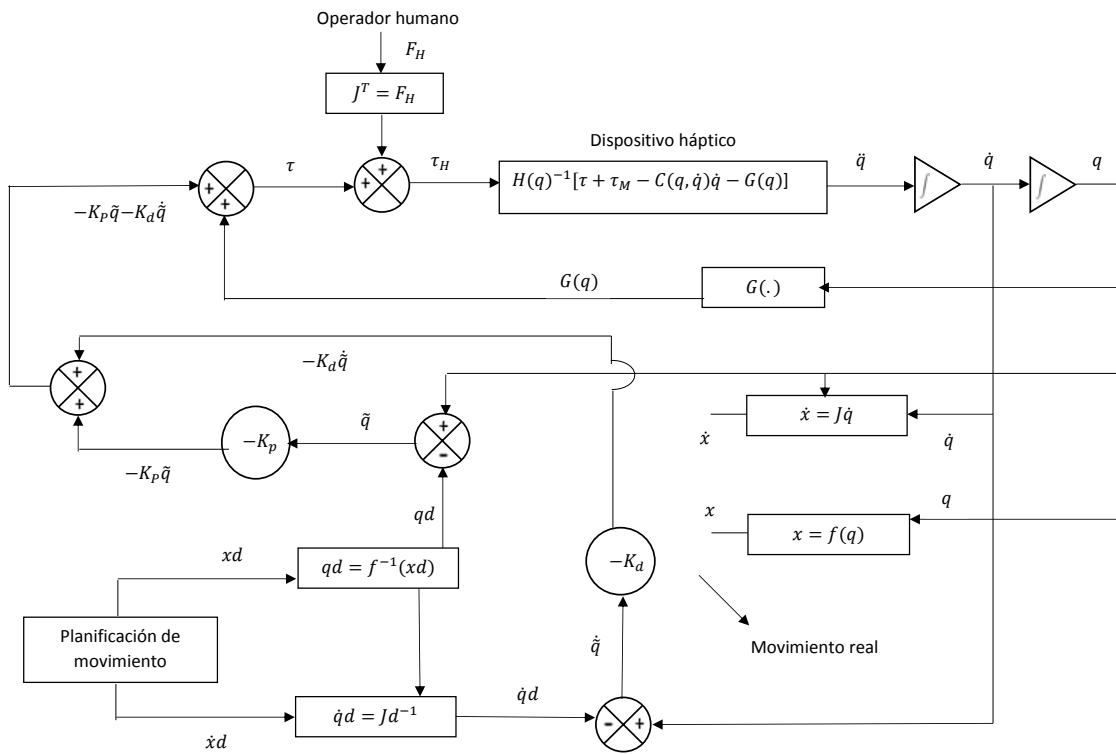 Operador humano
F_H
J^T = F_H
Dispositivo háptico
+
+
τ
+
+
τ_H
H(q)^{-1}[τ + τ_M − C(q, q̇)q̇ − G(q)]
q̈
∫
q̇
∫
q
−K_P q̃−K_d q̃̇
G(q)
G(.)
+
+
−K_d q̃̇
−K_P q̃
−K_p
q̃
+
-
ẋ = Jq̇
ẋ
q̇
qd
x
q
x = f(q)
xd
qd = f^{-1}(xd)
−K_d
Planificación de
movimiento
q̃̇
Movimiento real
q̇d = Jd^{-1}
q̇d
- +
ẋd